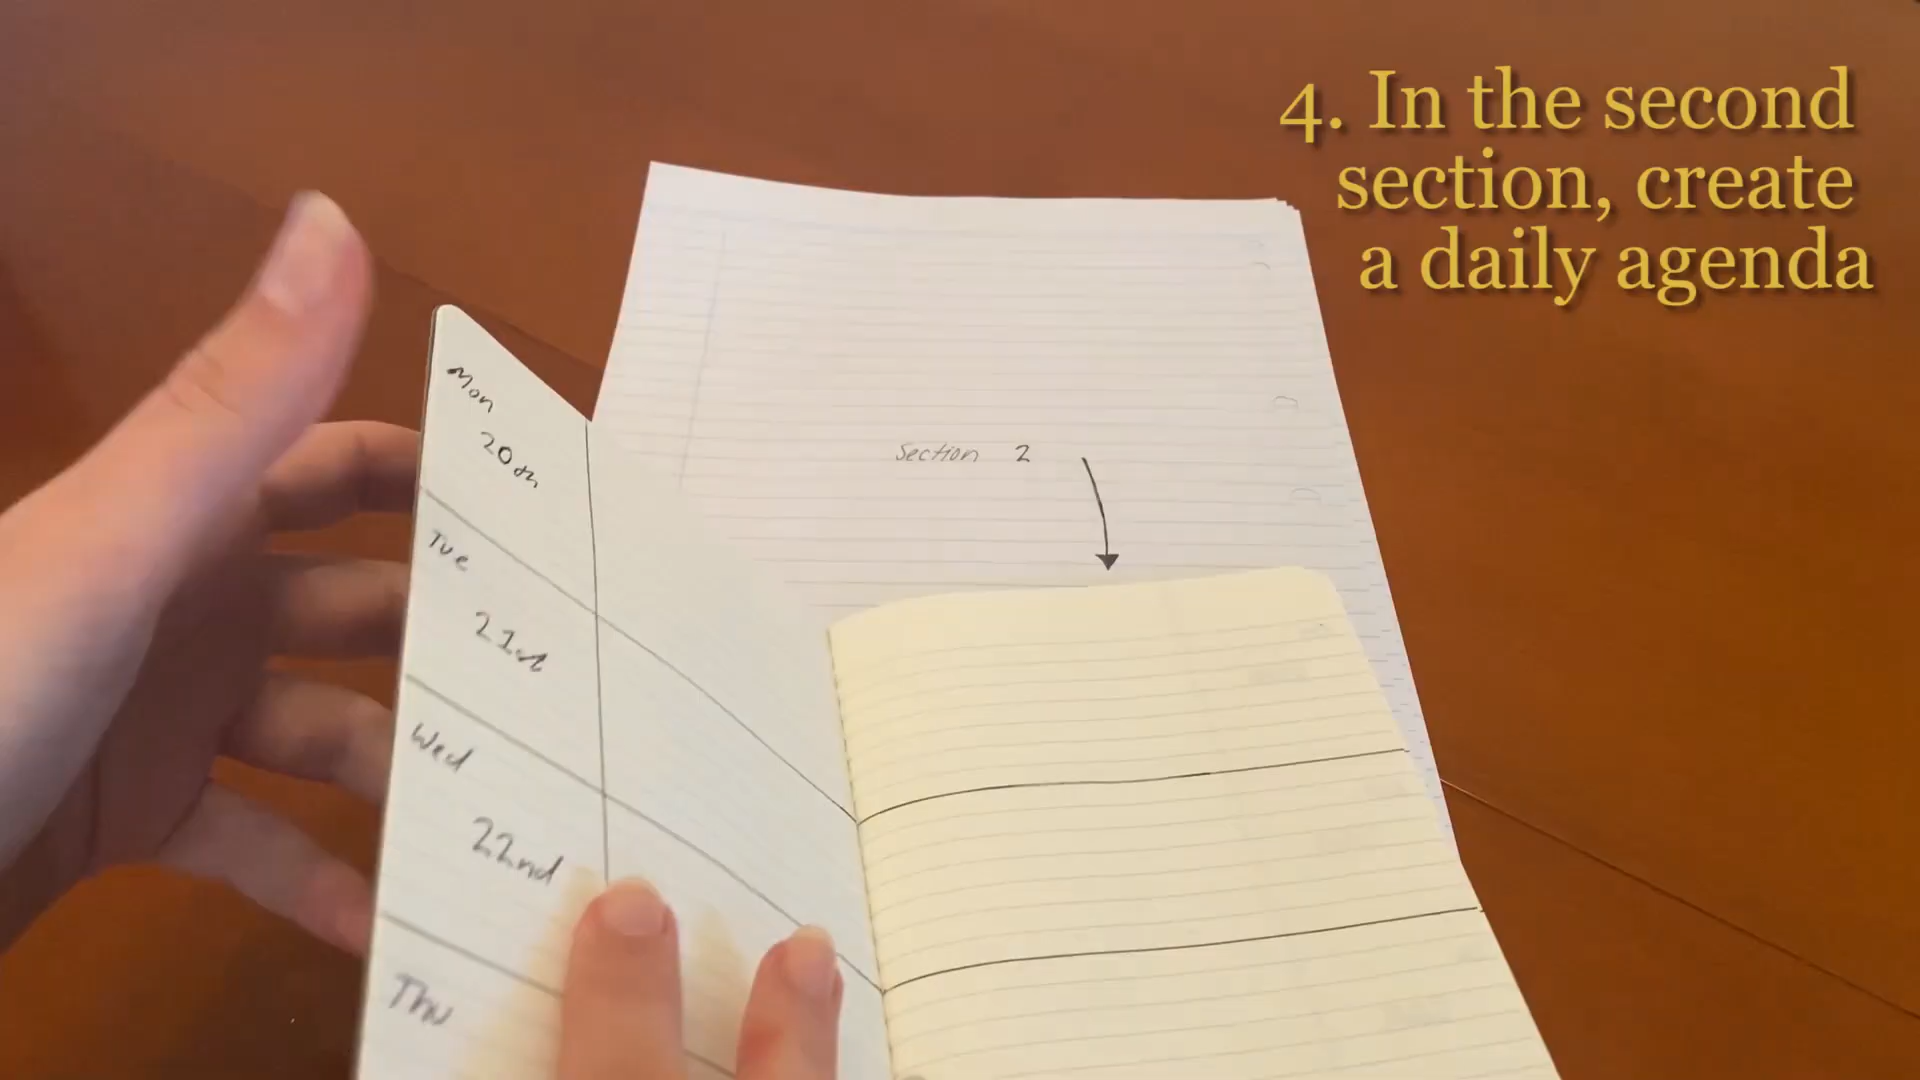 4. In the second
section, create
a daily agenda
Section 2
Mon
20th
Tue
21st
Wed
22nd
Thu